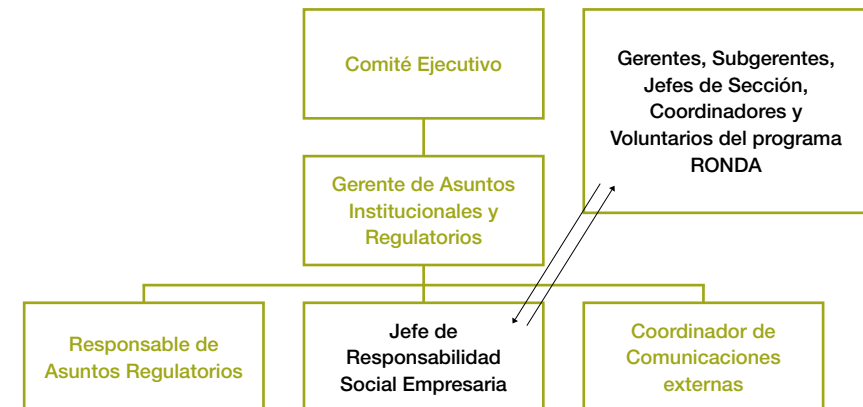 Comité Ejecutivo
Gerentes, Subgerentes,
Jefes de Sección,
Coordinadores y
Voluntarios del programa
RONDA
Gerente de Asuntos
Institucionales y
Regulatorios
Responsable de
Asuntos Regulatorios
Jefe de
Responsabilidad
Social Empresaria
Coordinador de
Comunicaciones
externas